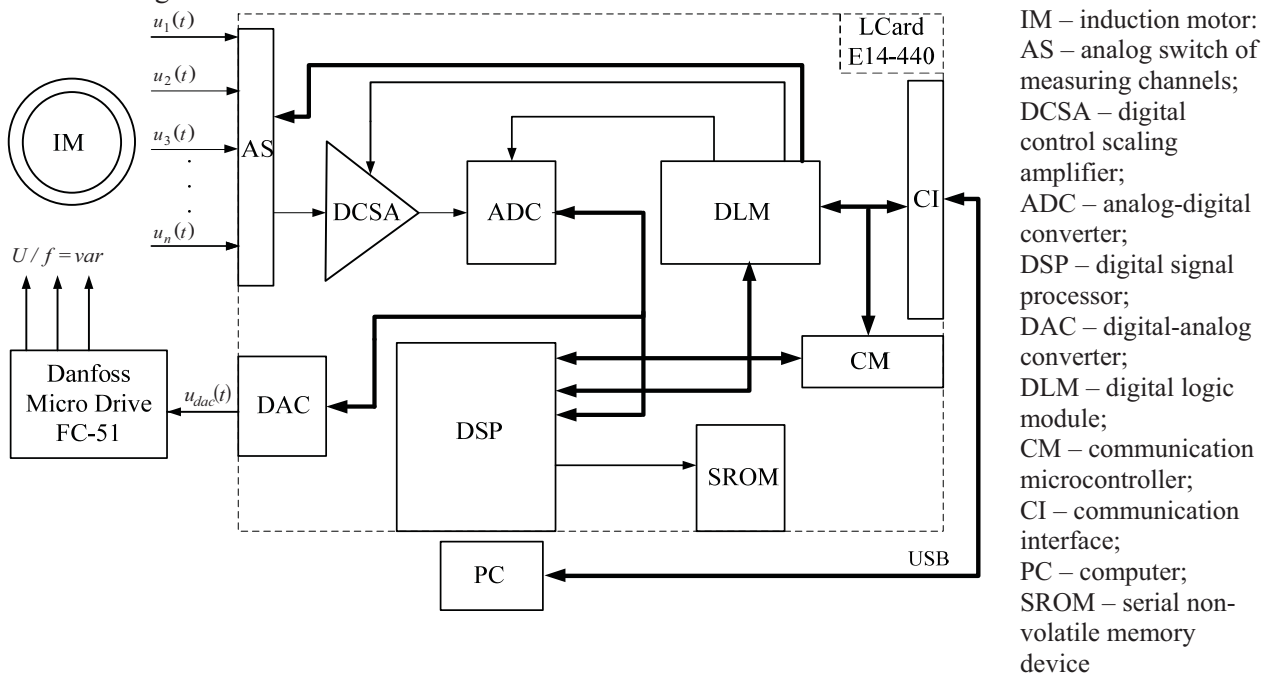 u₁(t)
u₂(t)
u₃(t)
.
.
.
uₙ(t)
IM
AS
LCard
E14-440
DCSA
ADC
DLM
CI
U / f = var
Danfoss
Micro Drive
FC-51
u_dac(t)
DAC
DSP
CM
SROM
PC
USB
IM – induction motor:
AS – analog switch of
measuring channels;
DCSA – digital
control scaling
amplifier;
ADC – analog-digital
converter;
DSP – digital signal
processor;
DAC – digital-analog
converter;
DLM – digital logic
module;
CM – communication
microcontroller;
CI – communication
interface;
PC – computer;
SROM – serial non-
volatile memory
device